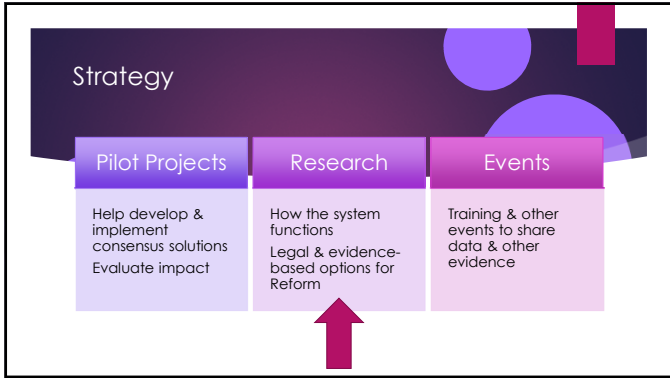 Strategy
Pilot Projects
Help develop &
implement
consensus solutions
Evaluate impact
Research
How the system
functions
Legal & evidence-
based options for
Reform
Events
Training & other
events to share
data & other
evidence